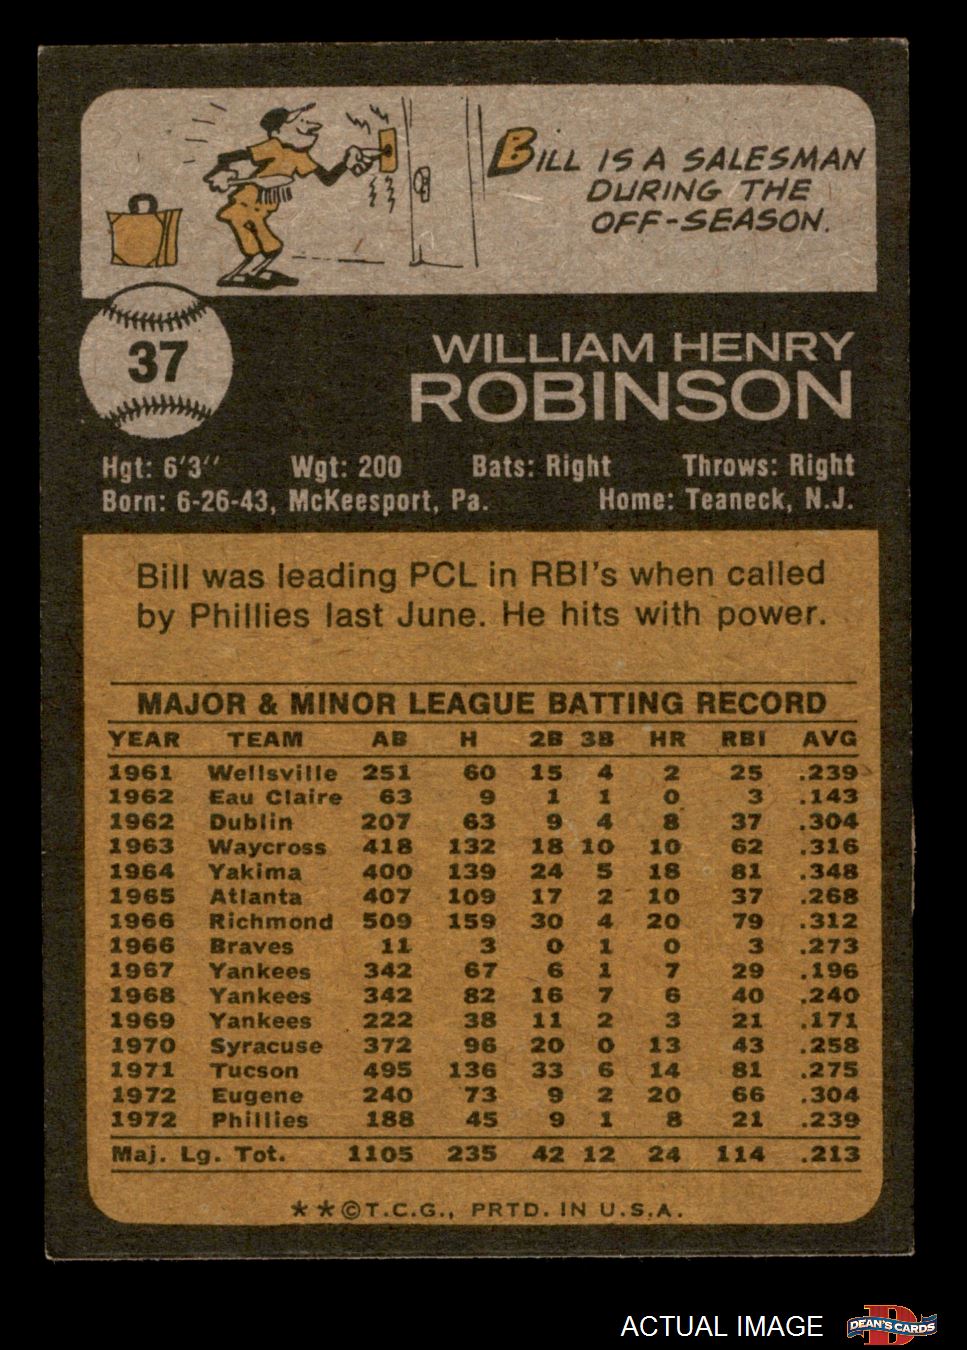 BILL IS A SALESMAN
DURING THE
OFF-SEASON.
37
WILLIAM HENRY
ROBINSON
Hgt: 6'3'' Wgt: 200 Bats: Right Throws: Right
Born: 6-26-43, McKeesport, Pa. Home: Teaneck, N.J.
Bill was leading PCL in RBI's when called
by Phillies last June. He hits with power.
MAJOR & MINOR LEAGUE BATTING RECORD
YEAR TEAM AB H 2B 3B HR RBI AVG
1961 Wellsville 251 60 15 4 2 25 .239
1962 Eau Claire 63 9 1 1 0 3 .143
1962 Dublin 207 63 9 4 8 37 .304
1963 Waycross 418 132 18 10 10 62 .316
1964 Yakima 400 139 24 5 18 81 .348
1965 Atlanta 407 109 17 2 10 37 .268
1966 Richmond 509 159 30 4 20 79 .312
1966 Braves 11 3 0 1 0 3 .273
1967 Yankees 342 67 6 1 7 29 .196
1968 Yankees 342 82 16 7 6 40 .240
1969 Yankees 222 38 11 2 3 21 .171
1970 Syracuse 372 96 20 0 13 43 .258
1971 Tucson 495 136 33 6 14 81 .275
1972 Eugene 240 73 9 2 20 66 .304
1972 Phillies 188 45 9 1 8 21 .239
Maj. Lg. Tot. 1105 235 42 12 24 114 .213
**©T.C.G., PRTD. IN U.S.A.
ACTUAL IMAGE
D
DEAN'S CARDS